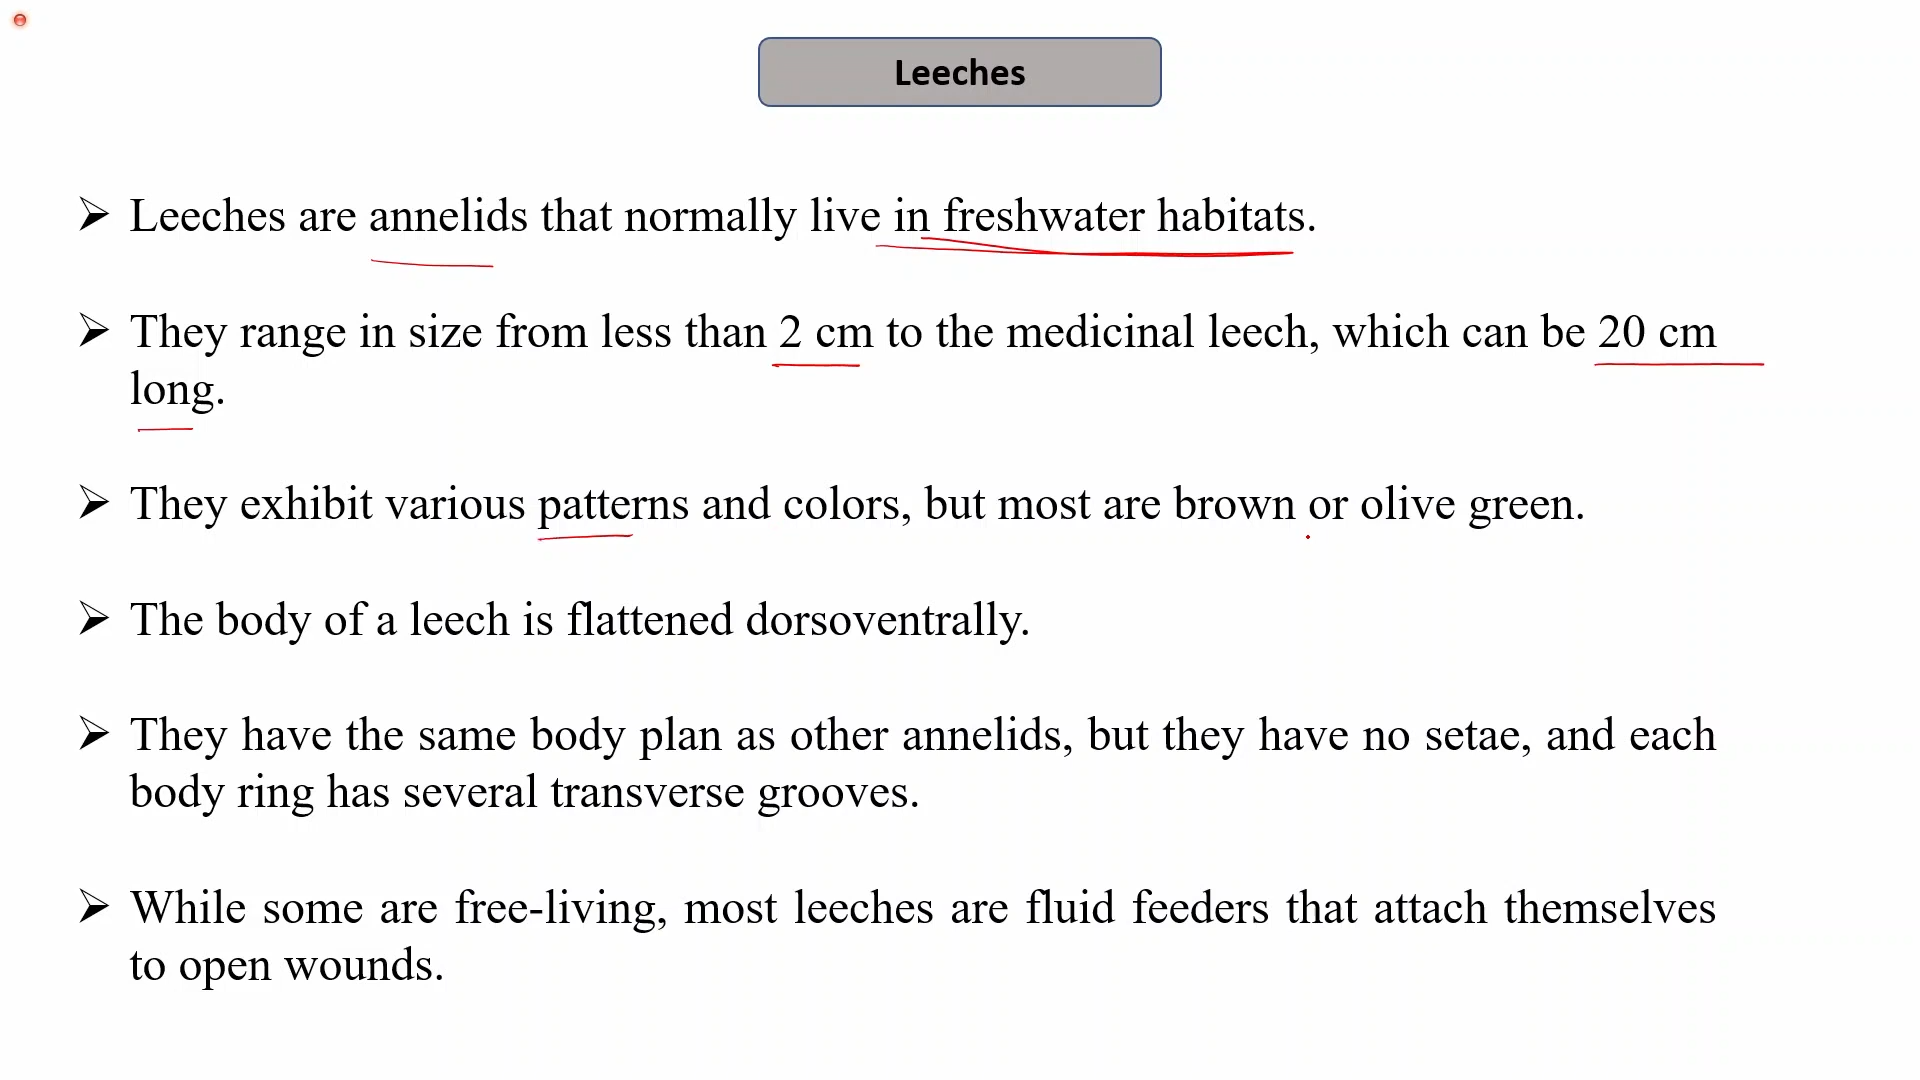 Leeches
➢ Leeches are annelids that normally live in freshwater habitats.
➢ They range in size from less than 2 cm to the medicinal leech, which can be 20 cm
long.
➢ They exhibit various patterns and colors, but most are brown or olive green.
➢ The body of a leech is flattened dorsoventrally.
➢ They have the same body plan as other annelids, but they have no setae, and each
body ring has several transverse grooves.
➢ While some are free-living, most leeches are fluid feeders that attach themselves
to open wounds.